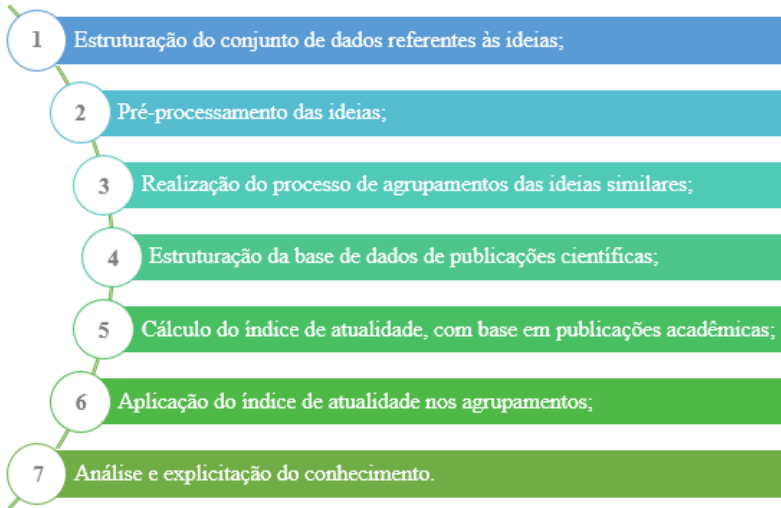 1 Estruturação do conjunto de dados referentes às ideias;
2 Pré-processamento das ideias;
3 Realização do processo de agrupamentos das ideias similares;
4 Estruturação da base de dados de publicações científicas;
5 Cálculo do índice de atualidade, com base em publicações acadêmicas;
6 Aplicação do índice de atualidade nos agrupamentos;
7 Análise e explicitação do conhecimento.